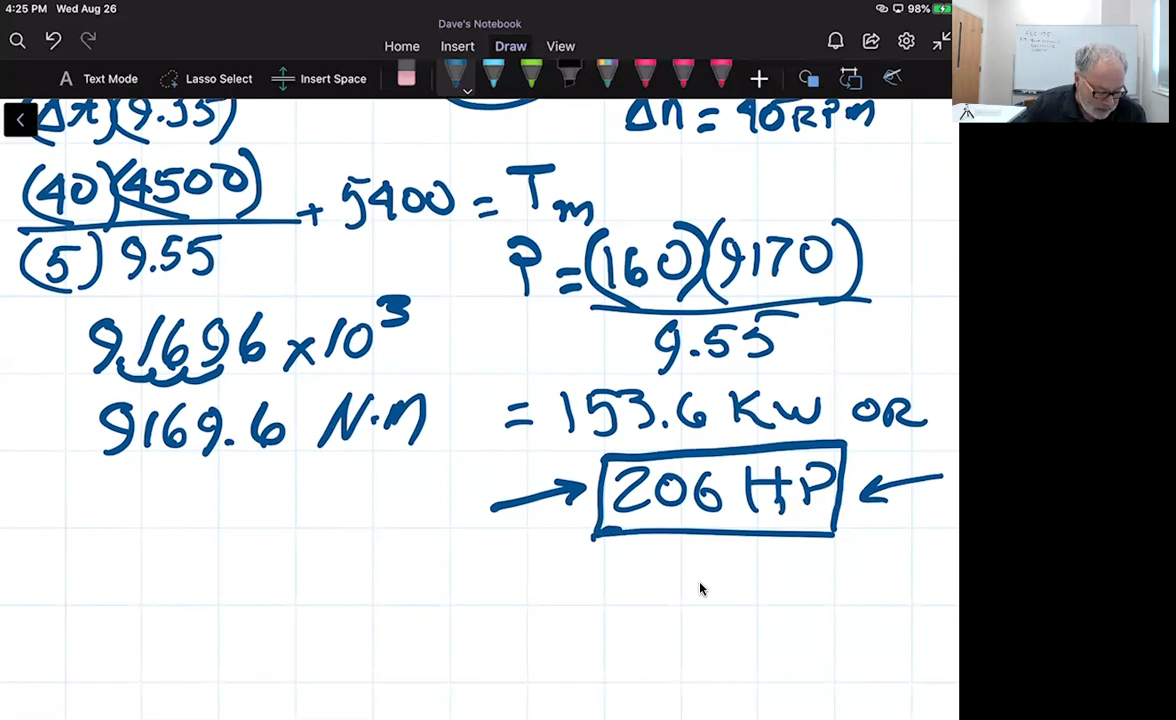 4:25 PM Wed Aug 26
98%
Dave's Notebook
Home Insert Draw View
Text Mode Lasso Select Insert Space
(Δt)(9.55)
Δn = 40 RPM
(40)(4500)
(5) 9.55
+ 5400 = Tm
P = (160)(9170)
9.55
91696 x 10³
9169.6 N·M
= 153.6 KW OR
→ 206 HP ←